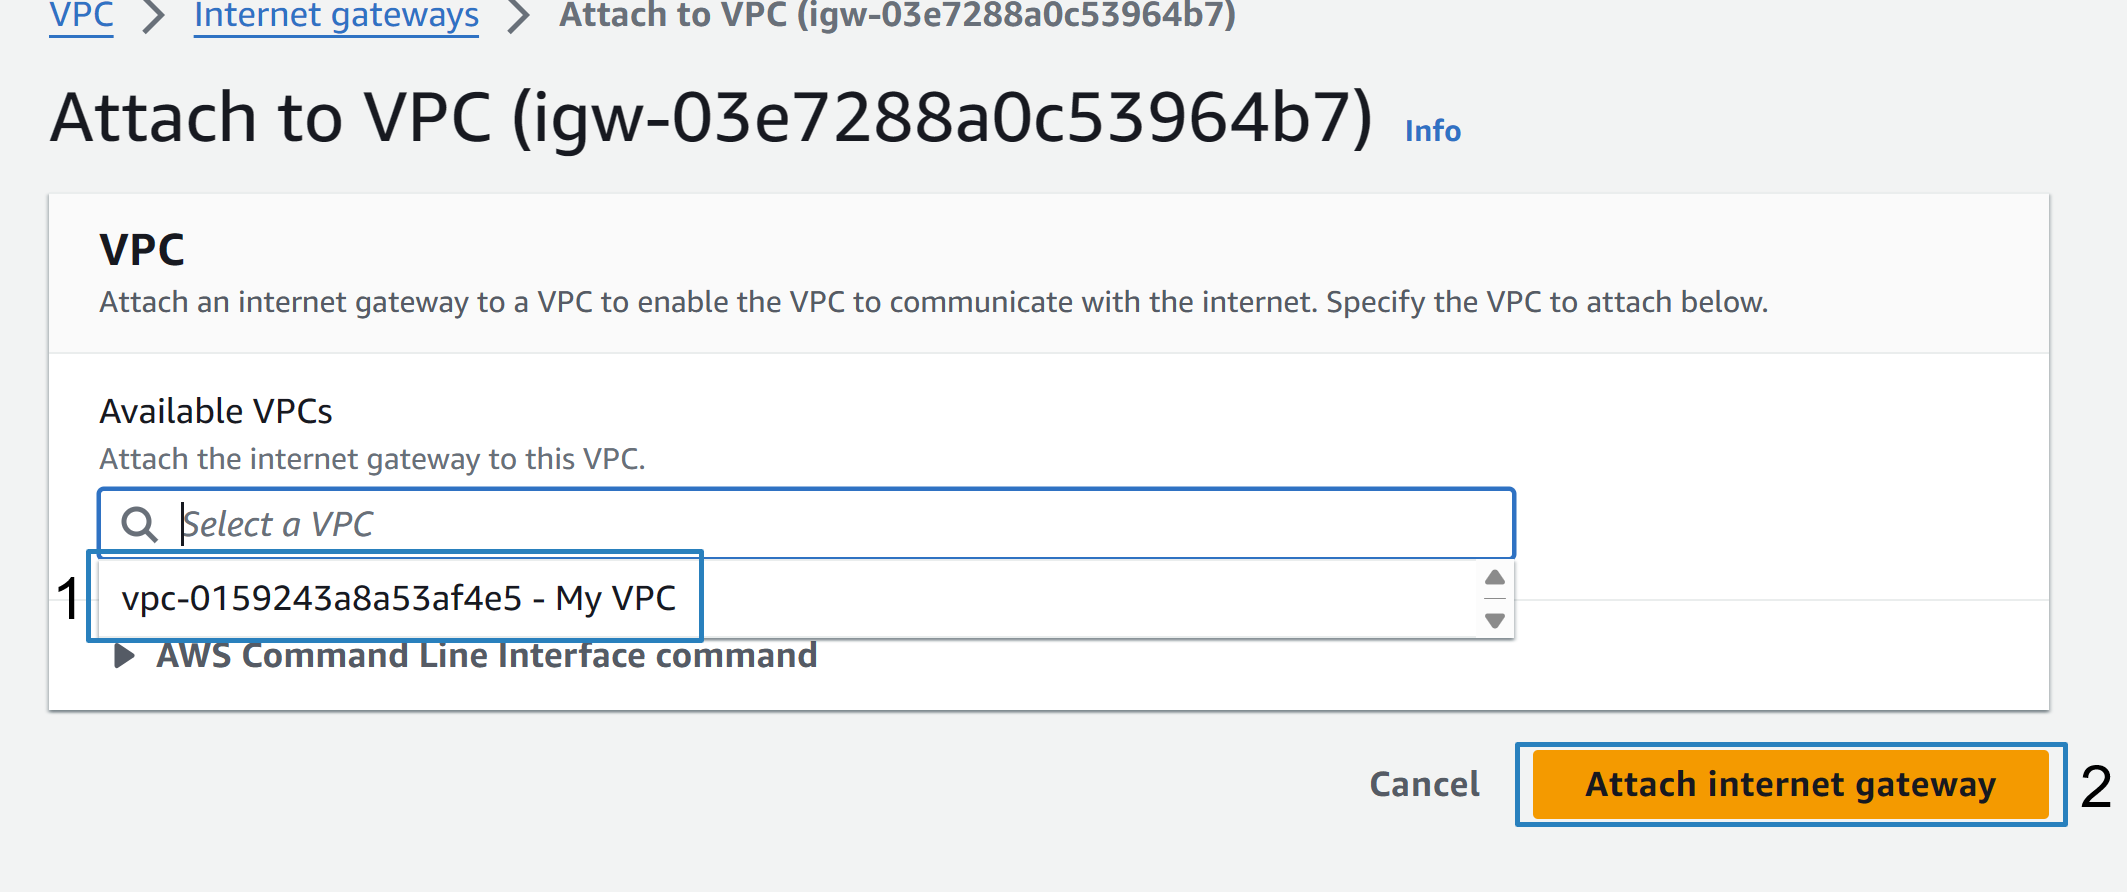 VPC > Internet gateways > Attach to VPC (igw-03e7288a0c53964b7)
Attach to VPC (igw-03e7288a0c53964b7) Info
VPC
Attach an internet gateway to a VPC to enable the VPC to communicate with the internet. Specify the VPC to attach below.
Available VPCs
Attach the internet gateway to this VPC.
Select a VPC
1 vpc-0159243a8a53af4e5 - My VPC
AWS Command Line Interface command
Cancel Attach internet gateway 2